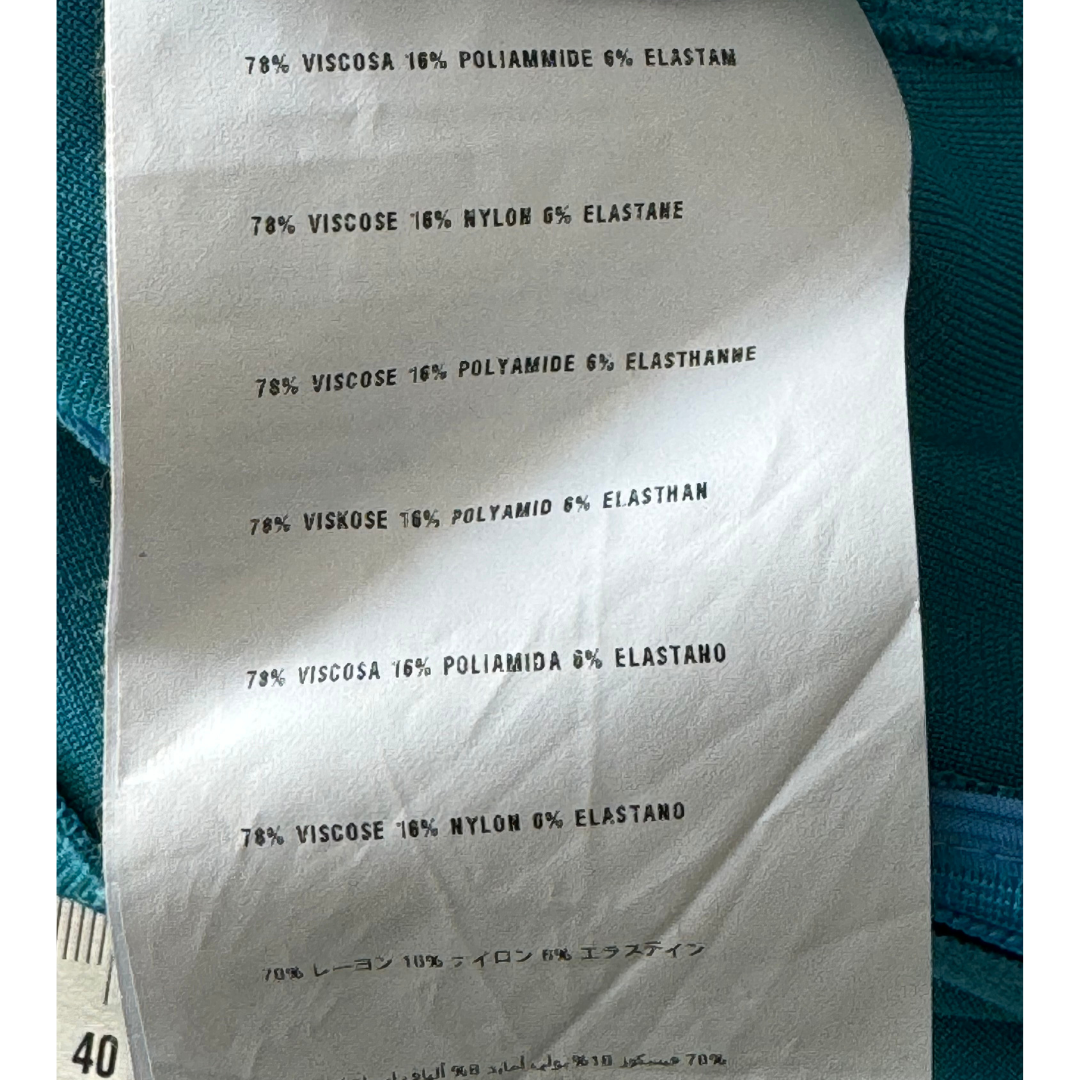 78% VISCOSA 16% POLIAMMIDE 6% ELASTAM
78% VISCOSE 16% NYLON 6% ELASTANE
78% VISCOSE 16% POLYAMIDE 6% ELASTHANNE
78% VISKOSE 16% POLYAMID 6% ELASTHAN
78% VISCOSA 16% POLIAMIDA 6% ELASTANO
78% VISCOSE 16% NYLON 6% ELASTANO
78% レーヨン 16% ナイロン 6% エラステイン
40